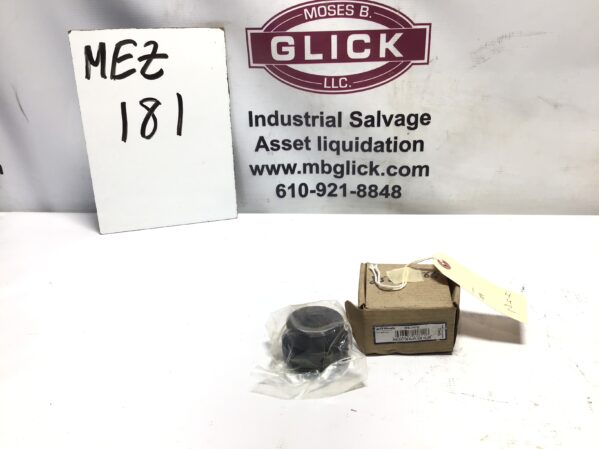 MEZ
181
MOSES B.
GLICK
LLC.
Industrial Salvage
Asset liquidation
www.mbglick.com
610-921-8848